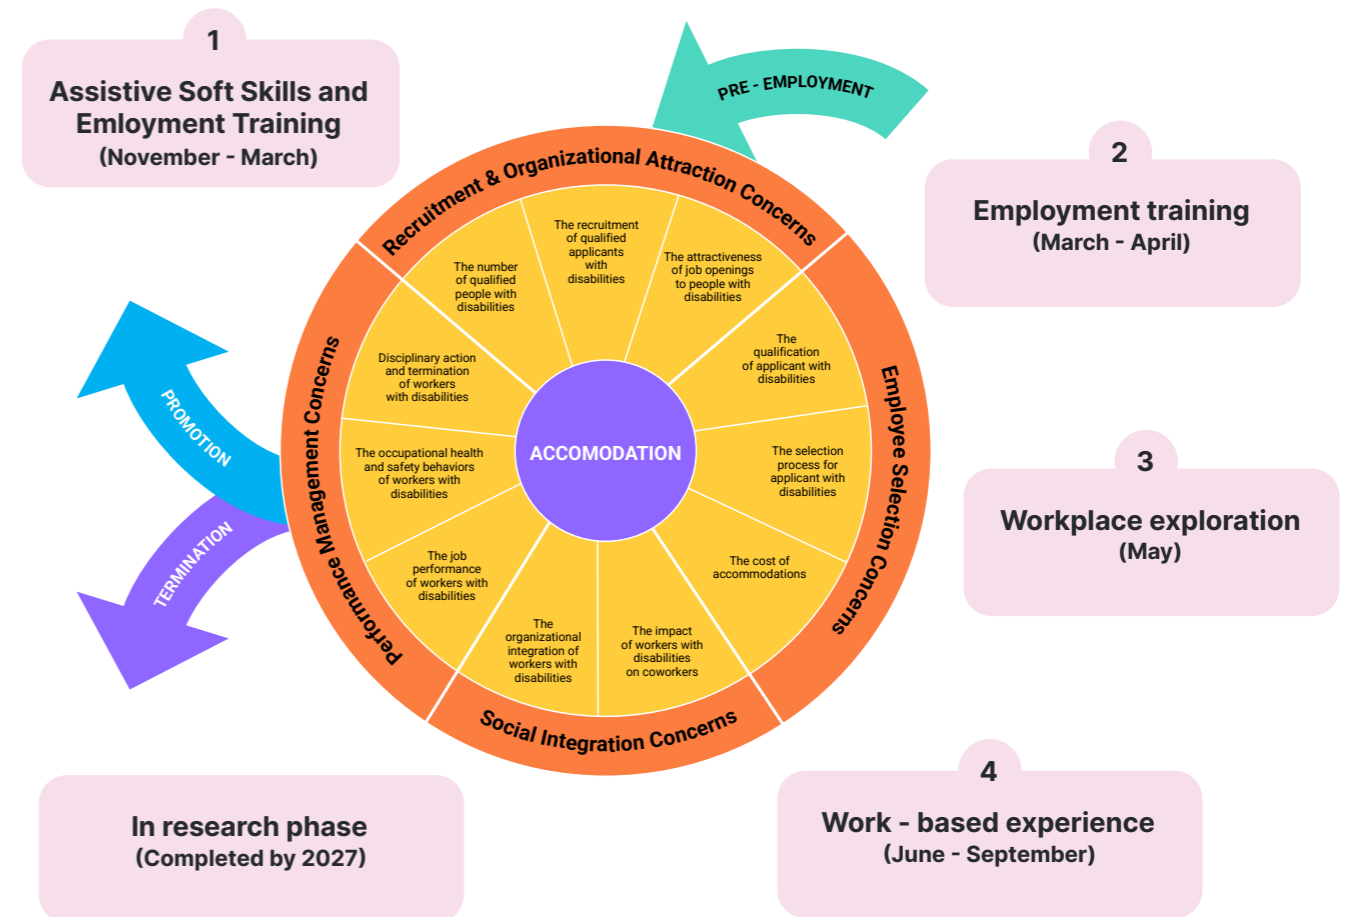 1
Assistive Soft Skills and
Emloyment Training
(November - March)
PRE - EMPLOYMENT
2
Employment training
(March - April)
3
Workplace exploration
(May)
4
Work - based experience
(June - September)
In research phase
(Completed by 2027)
PROMOTION
TERMINATION
Recruitment & Organizational Attraction Concerns
The number
of qualified
people with
disabilities
The recruitment
of qualified
applicants
with
disabilities
The attractiveness
of job openings
to people with
disabilities
Employee Selection Concerns
The
qualification
of applicant with
disabilities
The selection
process for
applicant with
disabilities
The cost of
accommodations
Social Integration Concerns
The impact
of workers with
disabilities
on coworkers
The
organizational
integration of
workers with
disabilities
Performance Management Concerns
The job
performance
of workers with
disabilities
The occupational health
and safety behaviors
of workers with
disabilities
Disciplinary action
and termination
of workers
with disabilities
ACCOMODATION